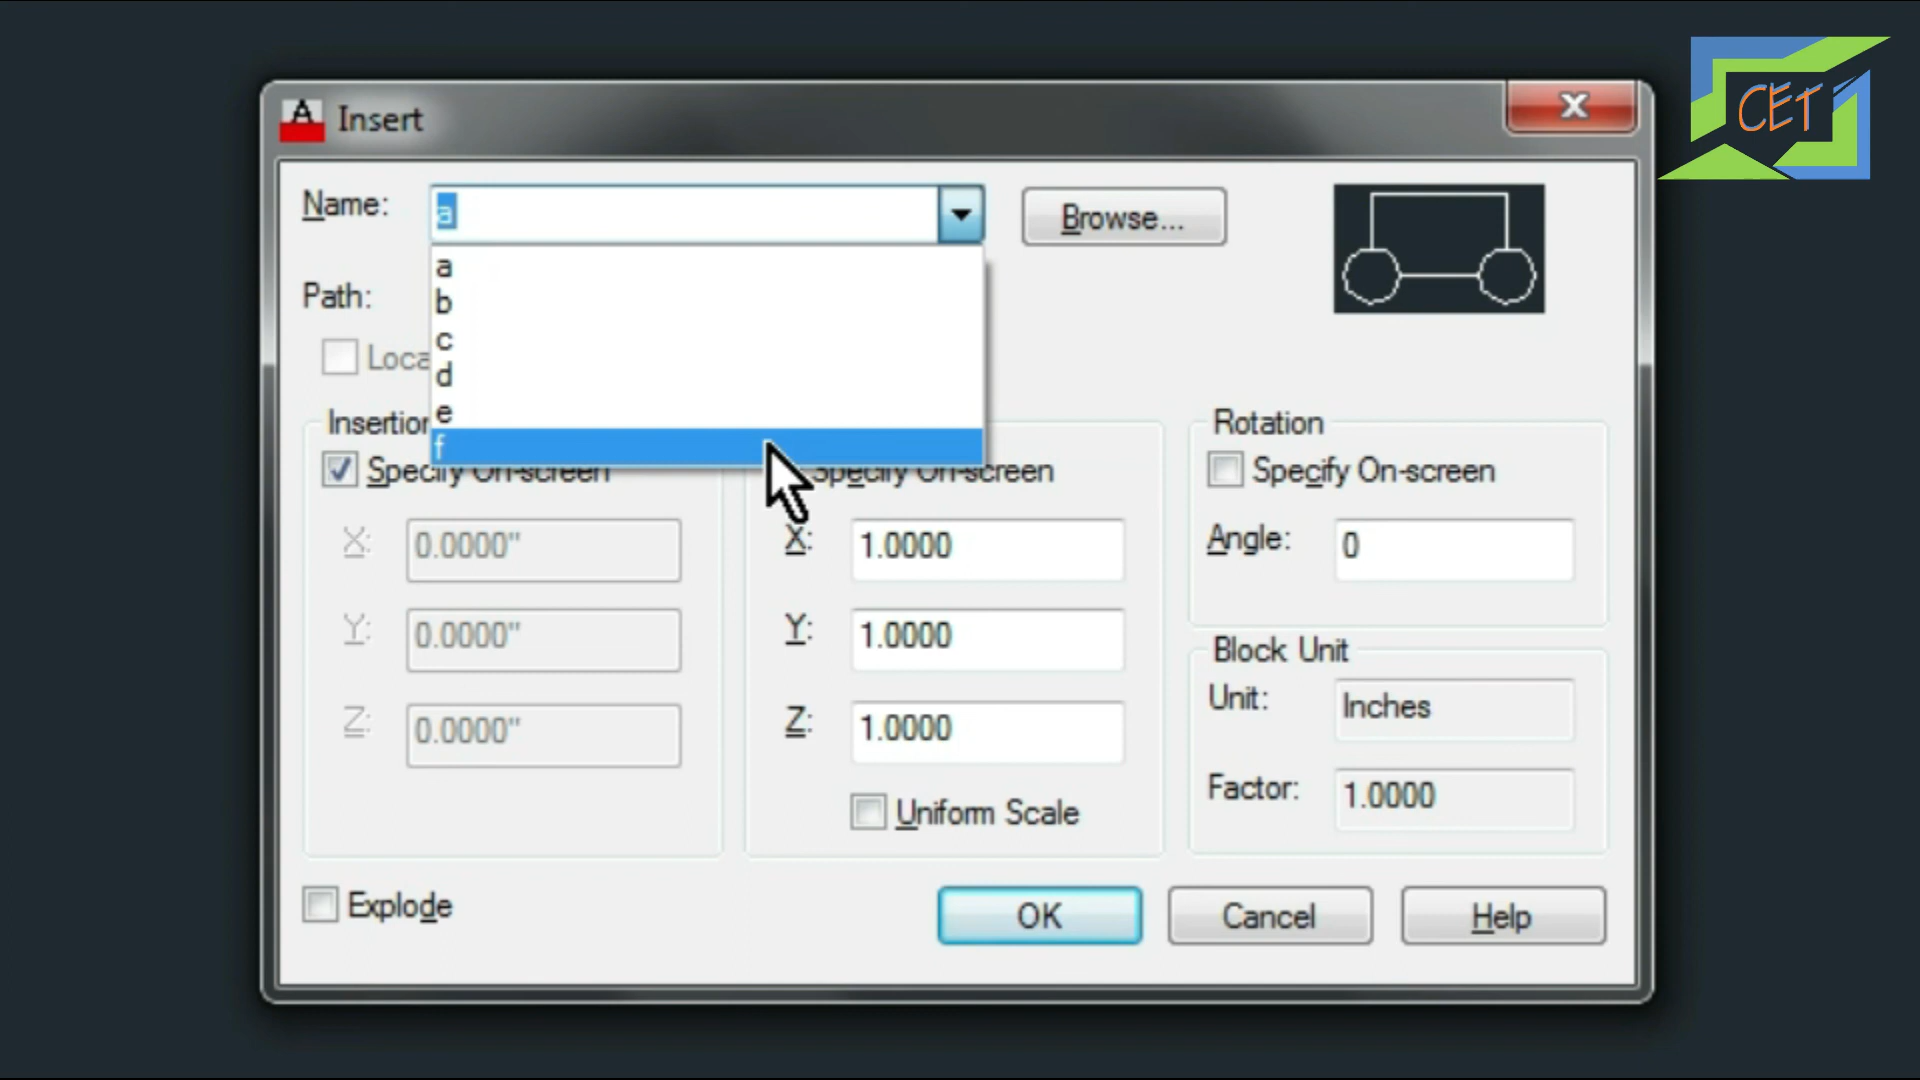 CET
A Insert
Name: a Browse...
a
b
c
d
e
f
Path:
Loca
Insertion Rotation
Specify On-screen Specify On-screen Specify On-screen
X: 0.0000" X: 1.0000 Angle: 0
Y: 0.0000" Y: 1.0000 Block Unit
Unit: Inches
Z: 0.0000" Z: 1.0000
Factor: 1.0000
Uniform Scale
Explode OK Cancel Help